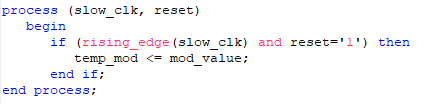 process (slow_clk, reset)
begin
if (rising_edge(slow_clk) and reset='1') then
temp_mod <= mod_value;
end if;
end process;